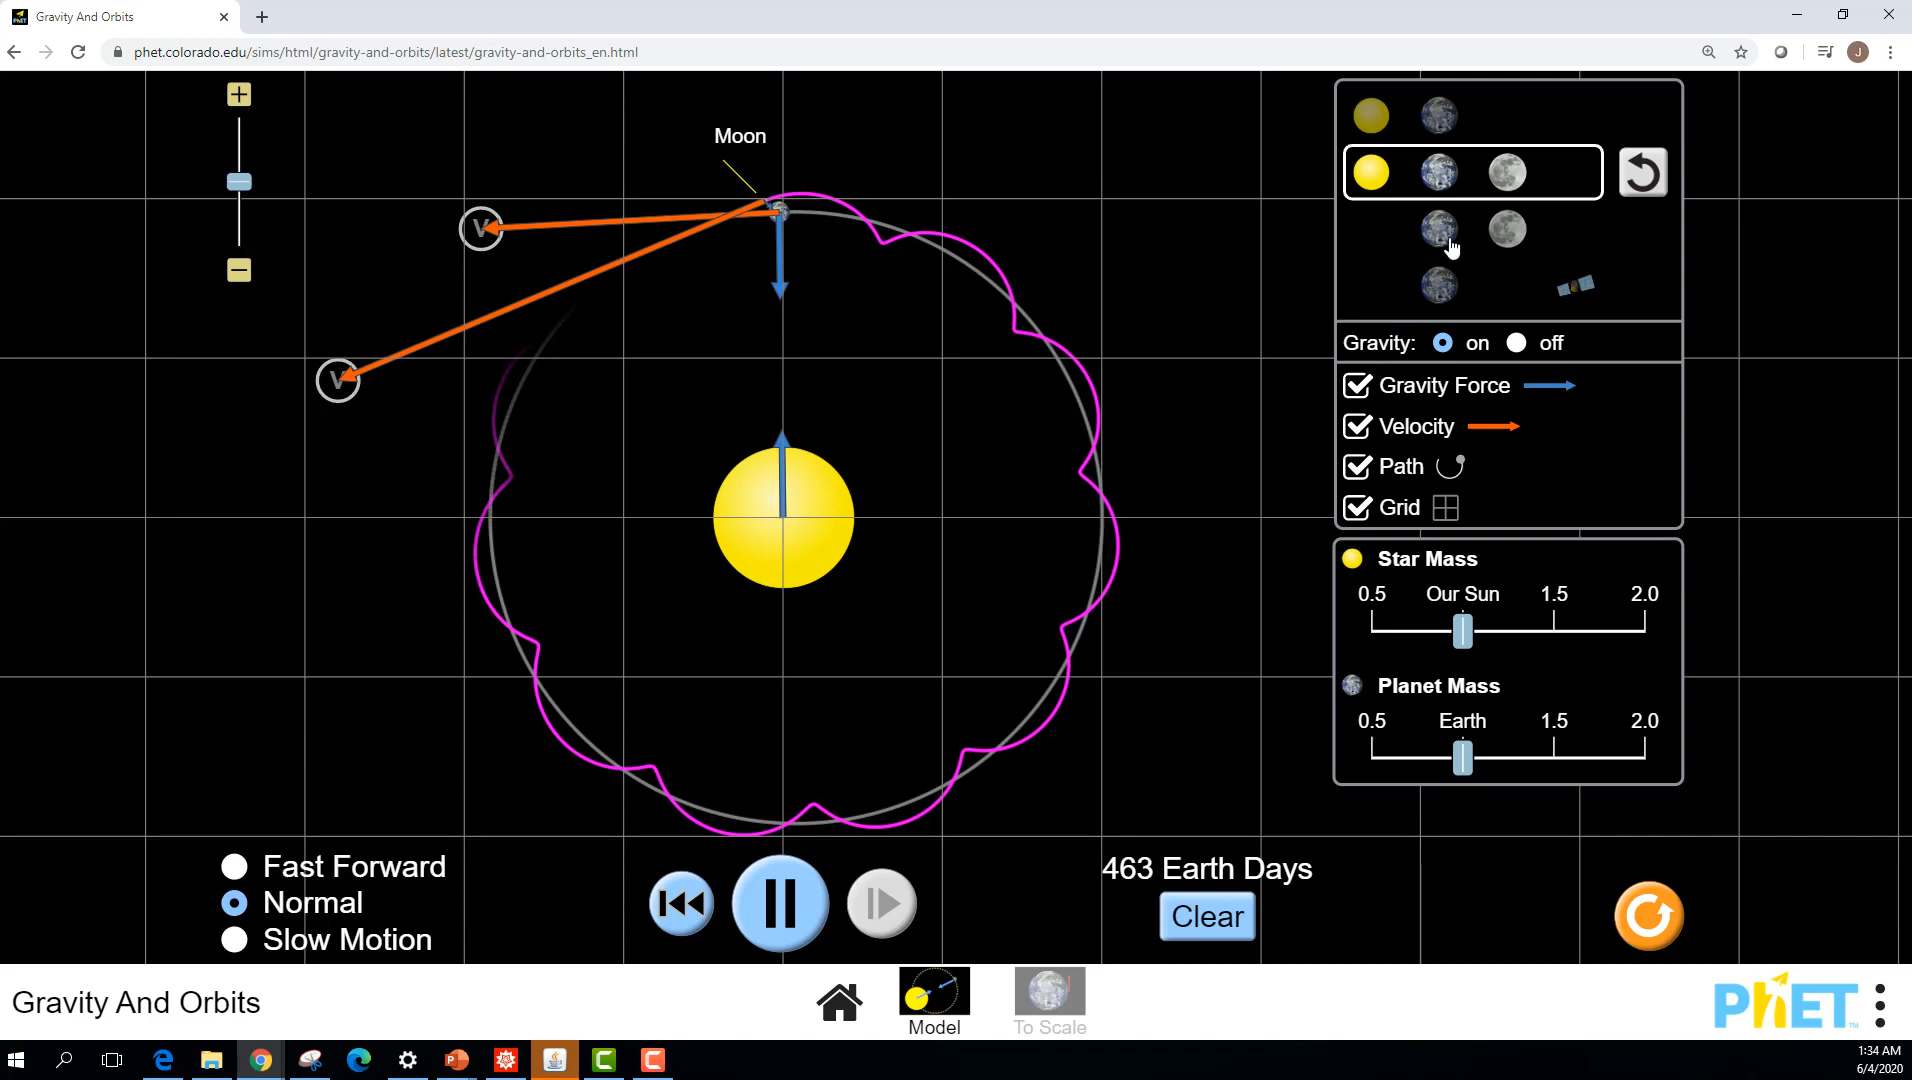 Gravity And Orbits
phet.colorado.edu/sims/html/gravity-and-orbits/latest/gravity-and-orbits_en.html
J
Moon
V
V
Gravity: on off
Gravity Force
Velocity
Path
Grid
Star Mass
0.5 Our Sun 1.5 2.0
Planet Mass
0.5 Earth 1.5 2.0
Fast Forward
Normal
Slow Motion
463 Earth Days
Clear
Gravity And Orbits
Model
To Scale
PhET
1:34 AM
6/4/2020